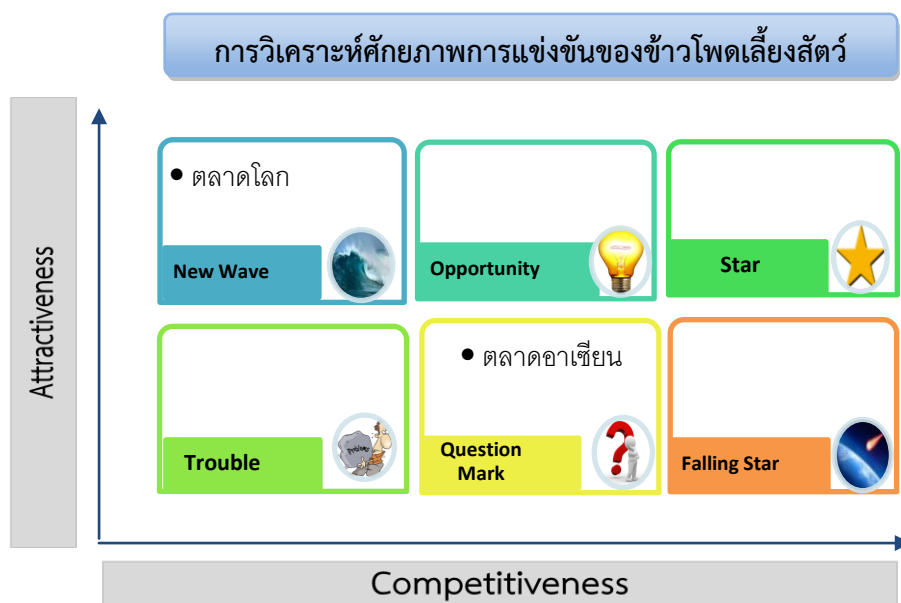 การวิเคราะห์ศักยภาพการแข่งขันของข้าวโพดเลี้ยงสัตว์
Attractiveness
• ตลาดโลก
New Wave
Opportunity
Star
Trouble
• ตลาดอาเซียน
Question
Mark
Falling Star
Competitiveness